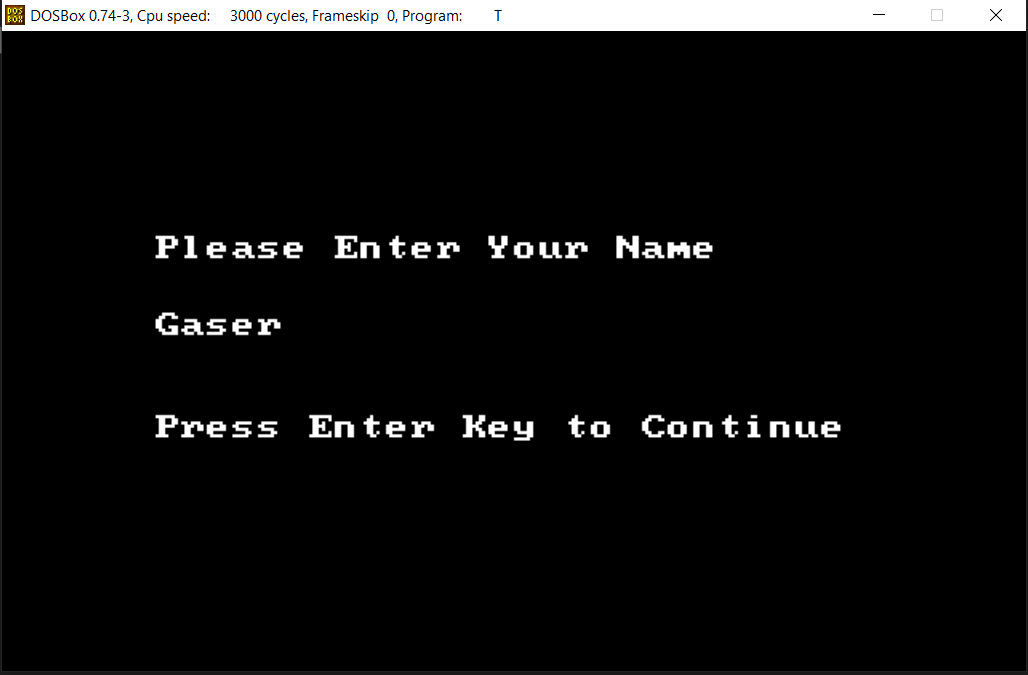 DOSBox 0.74-3, Cpu speed: 3000 cycles, Frameskip 0, Program: T
Please Enter Your Name
Gaser
Press Enter Key to Continue